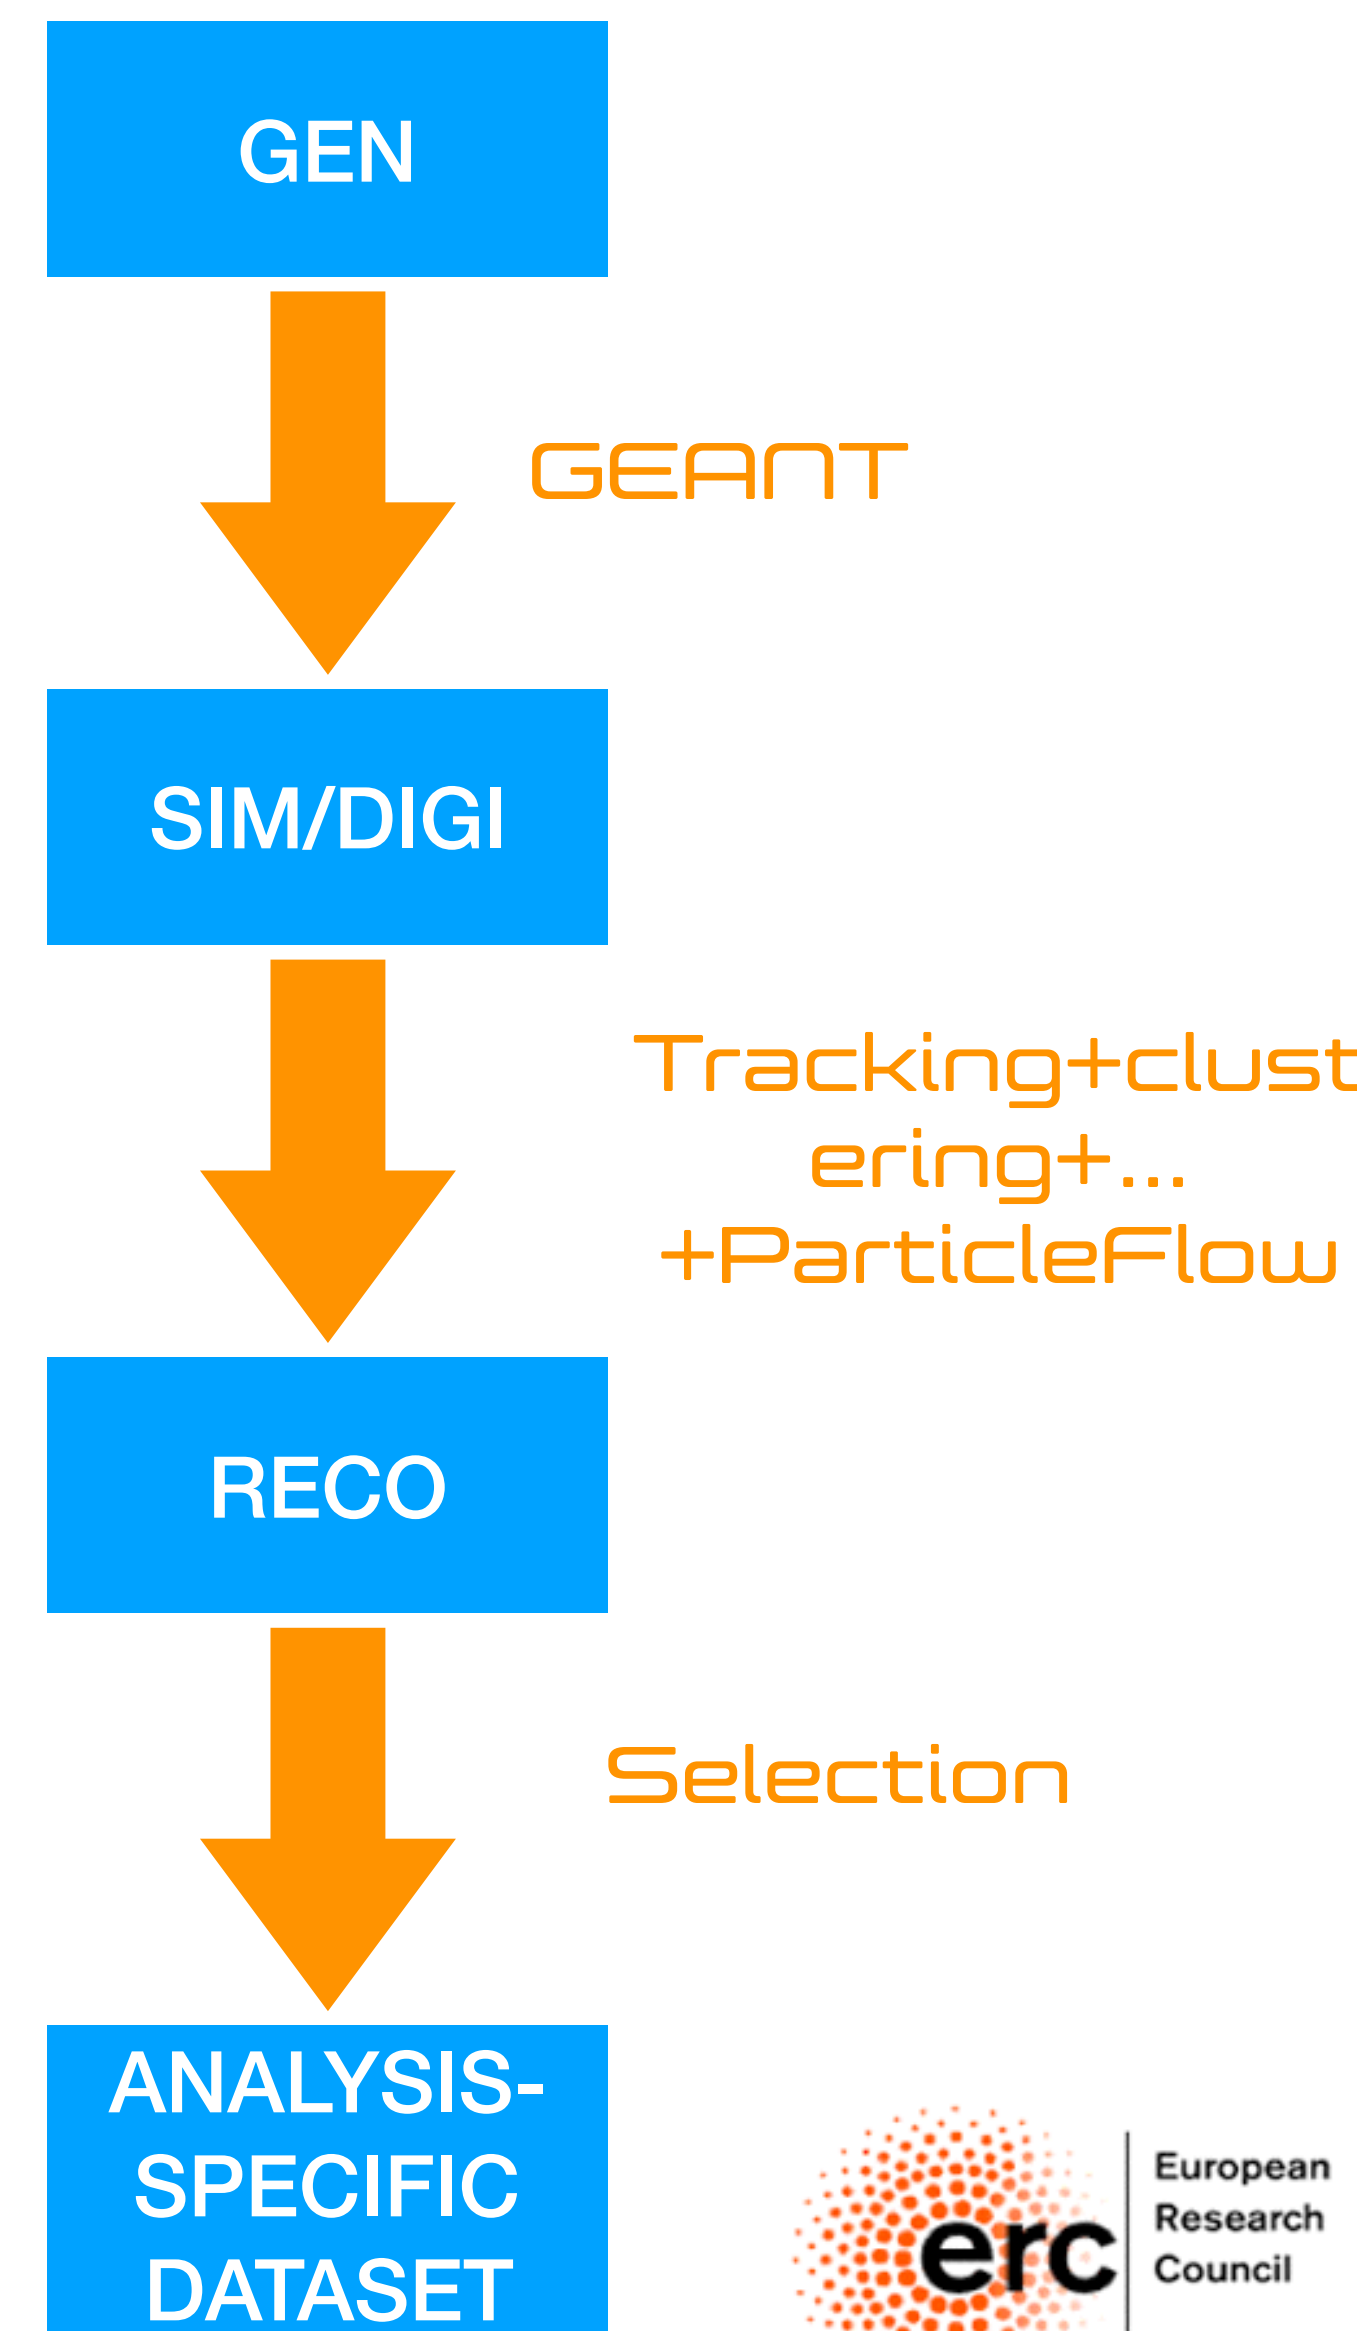 GEN
GEANT
SIM/DIGI
Tracking+clust
ering+...
+ParticleFlow
RECO
Selection
ANALYSIS-
SPECIFIC
DATASET
erc
European
Research
Council